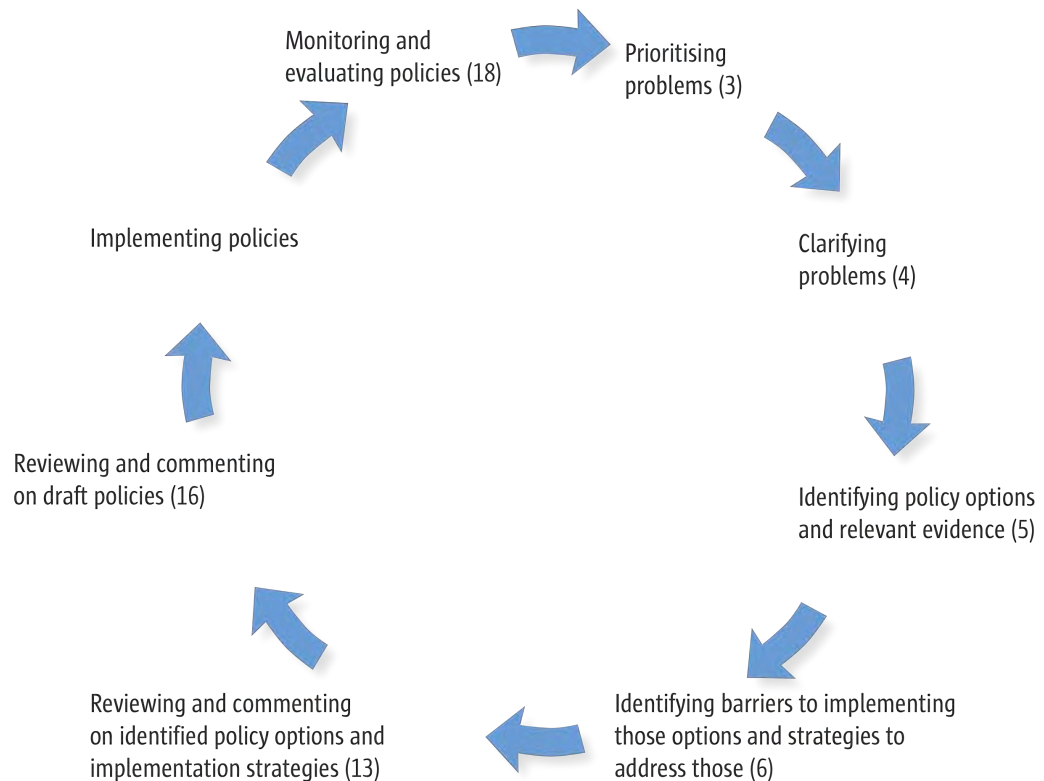 Monitoring and
evaluating policies (18)
Prioritising
problems (3)
Clarifying
problems (4)
Identifying policy options
and relevant evidence (5)
Identifying barriers to implementing
those options and strategies to
address those (6)
Reviewing and commenting
on identified policy options and
implementation strategies (13)
Reviewing and commenting
on draft policies (16)
Implementing policies